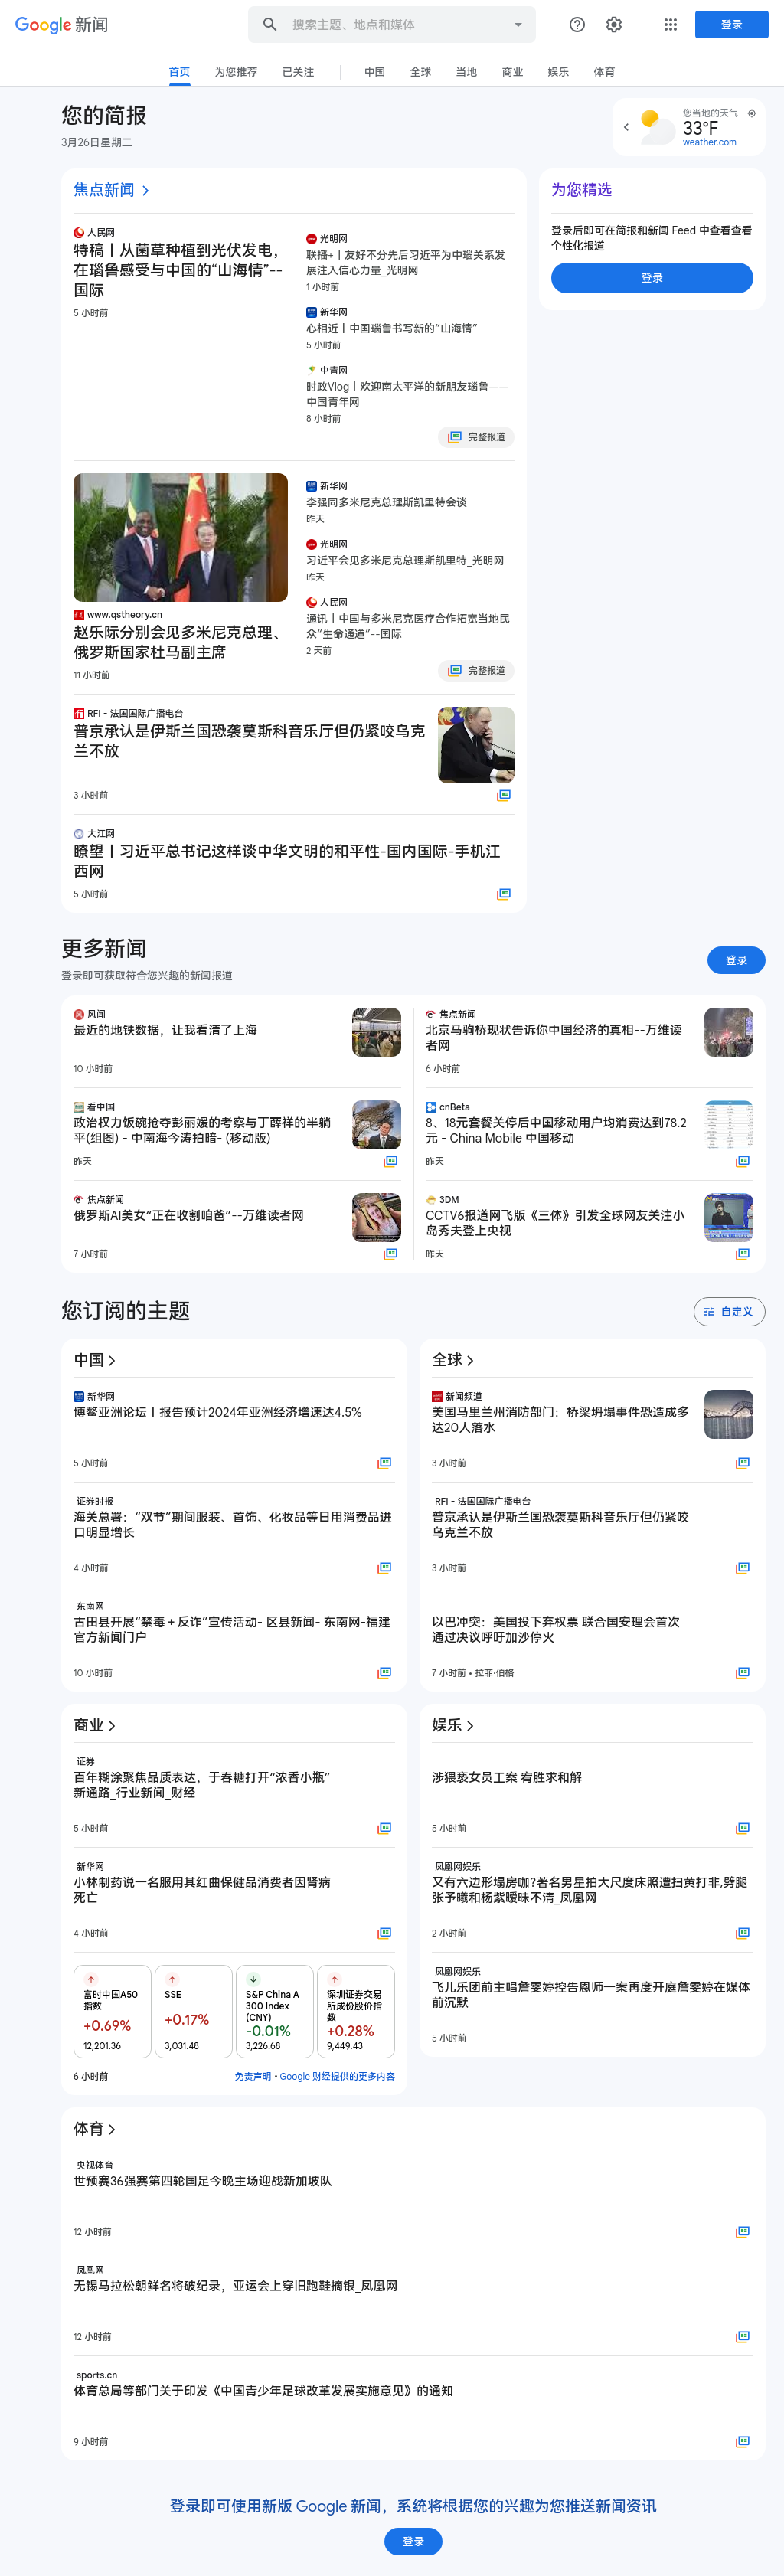 Google 新闻
搜索主题、地点和媒体
登录
首页
为您推荐
已关注
中国
全球
当地
商业
娱乐
体育
您的简报
3月26日星期二
您当地的天气
33°F
weather.com
焦点新闻
人民网
特稿丨从菌草种植到光伏发电，
在瑙鲁感受与中国的“山海情”--
国际
5 小时前
光明网
联播+丨友好不分先后习近平为中瑙关系发
展注入信心力量_光明网
1 小时前
新华网
心相近丨中国瑙鲁书写新的“山海情”
5 小时前
中青网
时政Vlog丨欢迎南太平洋的新朋友瑙鲁——
中国青年网
8 小时前
完整报道
为您精选
登录后即可在简报和新闻 Feed 中查看查看
个性化报道
登录
www.qstheory.cn
赵乐际分别会见多米尼克总理、
俄罗斯国家杜马副主席
11 小时前
新华网
李强同多米尼克总理斯凯里特会谈
昨天
光明网
习近平会见多米尼克总理斯凯里特_光明网
昨天
人民网
通讯丨中国与多米尼克医疗合作拓宽当地民
众“生命通道”--国际
2 天前
完整报道
RFI - 法国国际广播电台
普京承认是伊斯兰国恐袭莫斯科音乐厅但仍紧咬乌克
兰不放
3 小时前
大江网
瞭望丨习近平总书记这样谈中华文明的和平性-国内国际-手机江
西网
5 小时前
更多新闻
登录即可获取符合您兴趣的新闻报道
登录
风闻
最近的地铁数据，让我看清了上海
10 小时前
焦点新闻
北京马驹桥现状告诉你中国经济的真相--万维读
者网
6 小时前
看中国
政治权力饭碗抢夺彭丽媛的考察与丁薛祥的半躺
平(组图) - 中南海今涛拍暗- (移动版)
昨天
cnBeta
8、18元套餐关停后中国移动用户均消费达到78.2
元 - China Mobile 中国移动
昨天
焦点新闻
俄罗斯AI美女“正在收割咱爸”--万维读者网
7 小时前
3DM
CCTV6报道网飞版《三体》引发全球网友关注小
岛秀夫登上央视
昨天
您订阅的主题
自定义
中国
新华网
博鳌亚洲论坛丨报告预计2024年亚洲经济增速达4.5%
5 小时前
证券时报
海关总署：“双节”期间服装、首饰、化妆品等日用消费品进
口明显增长
4 小时前
东南网
古田县开展“禁毒＋反诈”宣传活动- 区县新闻- 东南网-福建
官方新闻门户
10 小时前
全球
新闻频道
美国马里兰州消防部门：桥梁坍塌事件恐造成多
达20人落水
3 小时前
RFI - 法国国际广播电台
普京承认是伊斯兰国恐袭莫斯科音乐厅但仍紧咬
乌克兰不放
3 小时前
以巴冲突：美国投下弃权票 联合国安理会首次
通过决议呼吁加沙停火
7 小时前 • 拉菲·伯格
商业
证券
百年糊涂聚焦品质表达，于春糖打开“浓香小瓶”
新通路_行业新闻_财经
5 小时前
新华网
小林制药说一名服用其红曲保健品消费者因肾病
死亡
4 小时前
富时中国A50
指数
+0.69%
12,201.36
SSE
+0.17%
3,031.48
S&P China A
300 Index
(CNY)
-0.01%
3,226.68
深圳证券交易
所成份股价指
数
+0.28%
9,449.43
6 小时前
免责声明 • Google 财经提供的更多内容
娱乐
涉猥亵女员工案 宥胜求和解
5 小时前
凤凰网娱乐
又有六边形塌房咖?著名男星拍大尺度床照遭扫黄打非,劈腿
张予曦和杨紫暧昧不清_凤凰网
2 小时前
凤凰网娱乐
飞儿乐团前主唱詹雯婷控告恩师一案再度开庭詹雯婷在媒体
前沉默
5 小时前
体育
央视体育
世预赛36强赛第四轮国足今晚主场迎战新加坡队
12 小时前
凤凰网
无锡马拉松朝鲜名将破纪录，亚运会上穿旧跑鞋摘银_凤凰网
12 小时前
sports.cn
体育总局等部门关于印发《中国青少年足球改革发展实施意见》的通知
9 小时前
登录即可使用新版 Google 新闻，系统将根据您的兴趣为您推送新闻资讯
登录